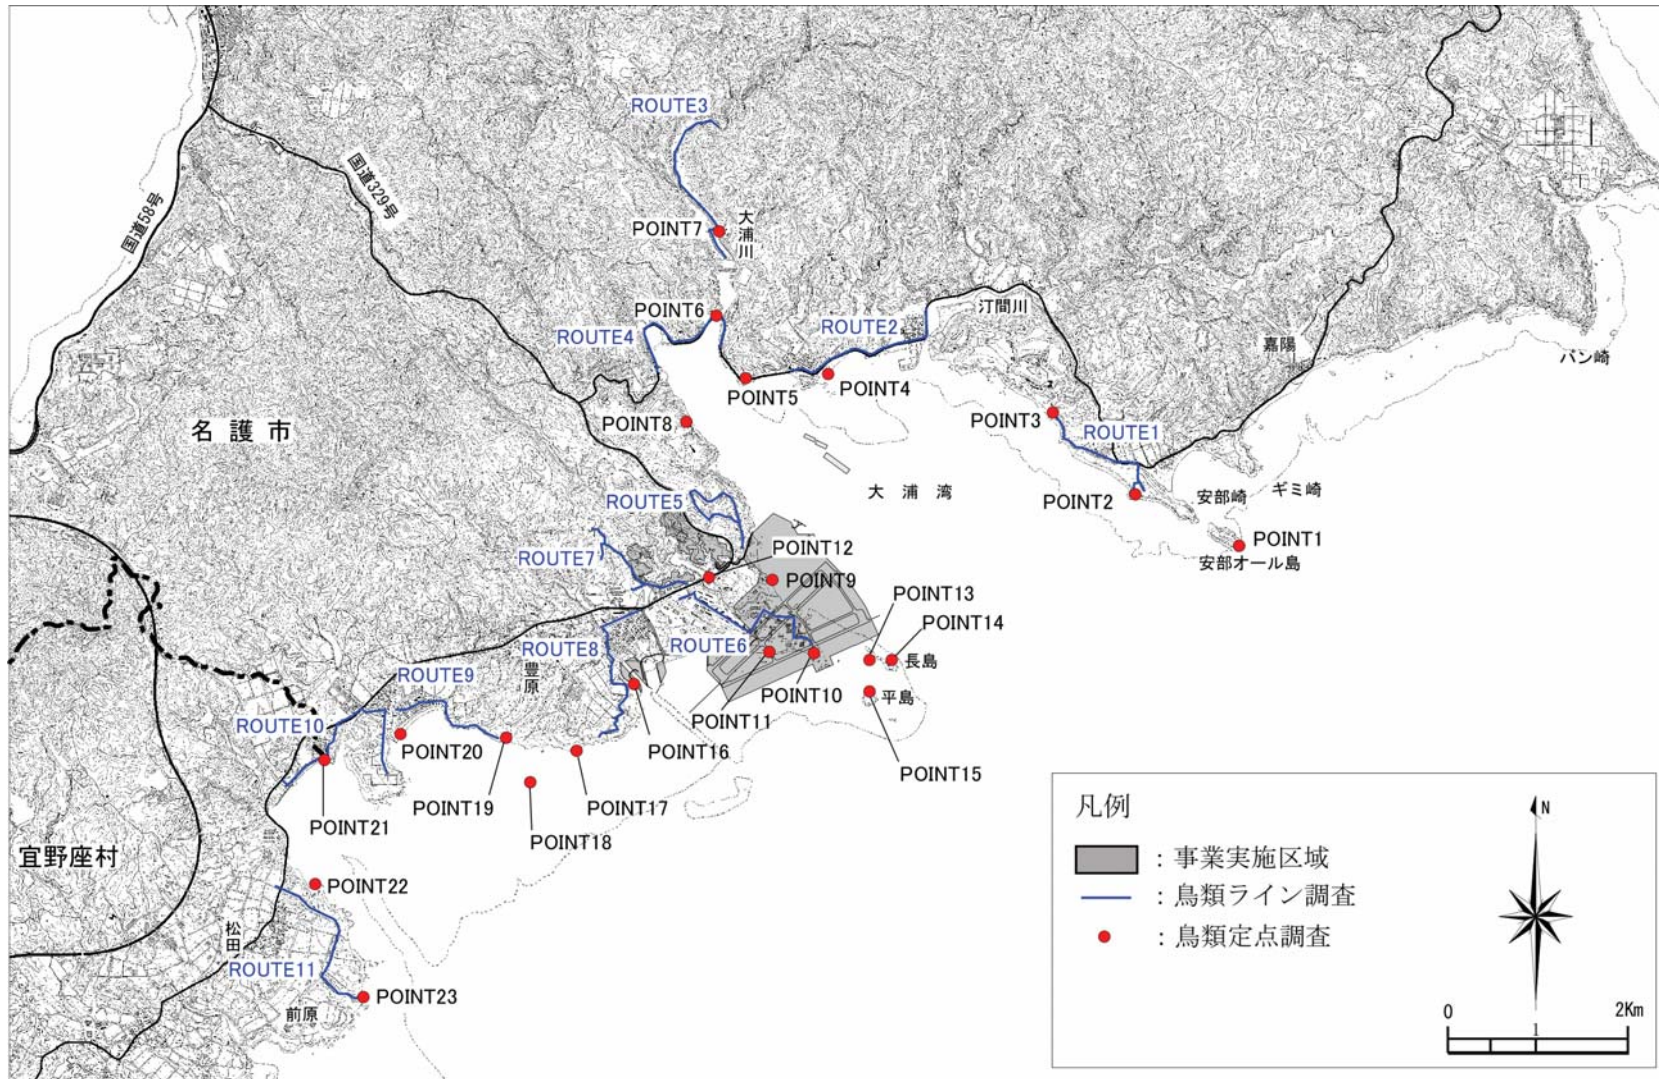 ROUTE3
国道329号
国道58号
POINT7
大浦川
POINT6
ROUTE4
ROUTE2
汀間川
嘉陽
バン崎
POINT5
POINT4
POINT3
ROUTE1
POINT8
名護市
大浦湾
POINT2
安部崎
ギミ崎
ROUTE5
POINT1
安部オール島
ROUTE7
POINT12
POINT9
POINT13
POINT14
ROUTE8
ROUTE6
長島
豊原
ROUTE9
POINT10
平島
ROUTE10
POINT11
POINT20
POINT16
POINT15
POINT19
POINT17
POINT21
POINT18
宜野座村
POINT22
松田
ROUTE11
POINT23
前原
凡例
：事業実施区域
：鳥類ライン調査
：鳥類定点調査
N
0 1 2Km